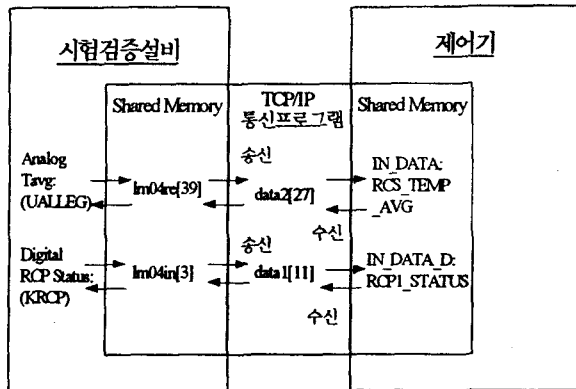 시험검증설비
제어기
Shared Memory
TCP/IP
통신프로그램
Shared Memory
Analog
Tavg:
(UALLEG)
lm04re[39]
송신
data2[27]
수신
IN_DATA:
RCS_TEMP
_AVG
Digital
RCP Status:
(KRCP)
lm04in[3]
송신
data1[11]
수신
IN_DATA_D:
RCP1_STATUS